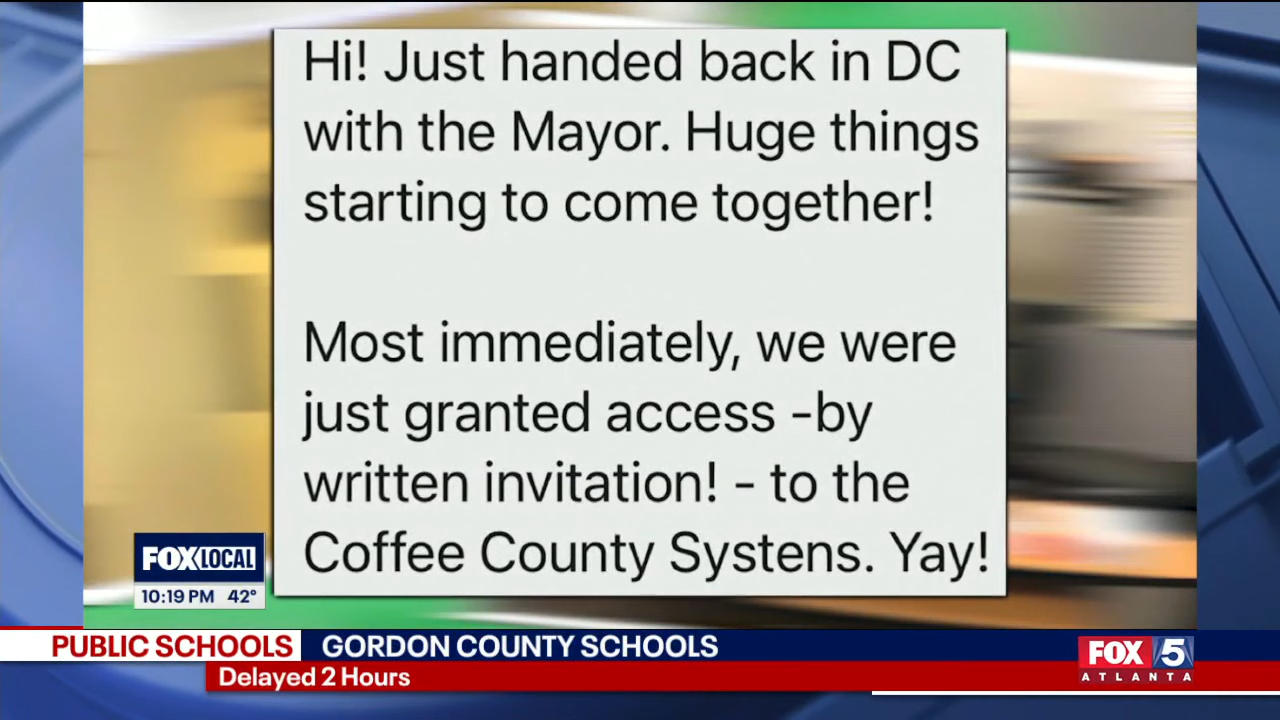 Hi! Just handed back in DC
with the Mayor. Huge things
starting to come together!
Most immediately, we were
just granted access -by
written invitation! - to the
Coffee County Systens. Yay!
FOX LOCAL
10:19 PM 42°
PUBLIC SCHOOLS GORDON COUNTY SCHOOLS
Delayed 2 Hours
FOX 5
ATLANTA